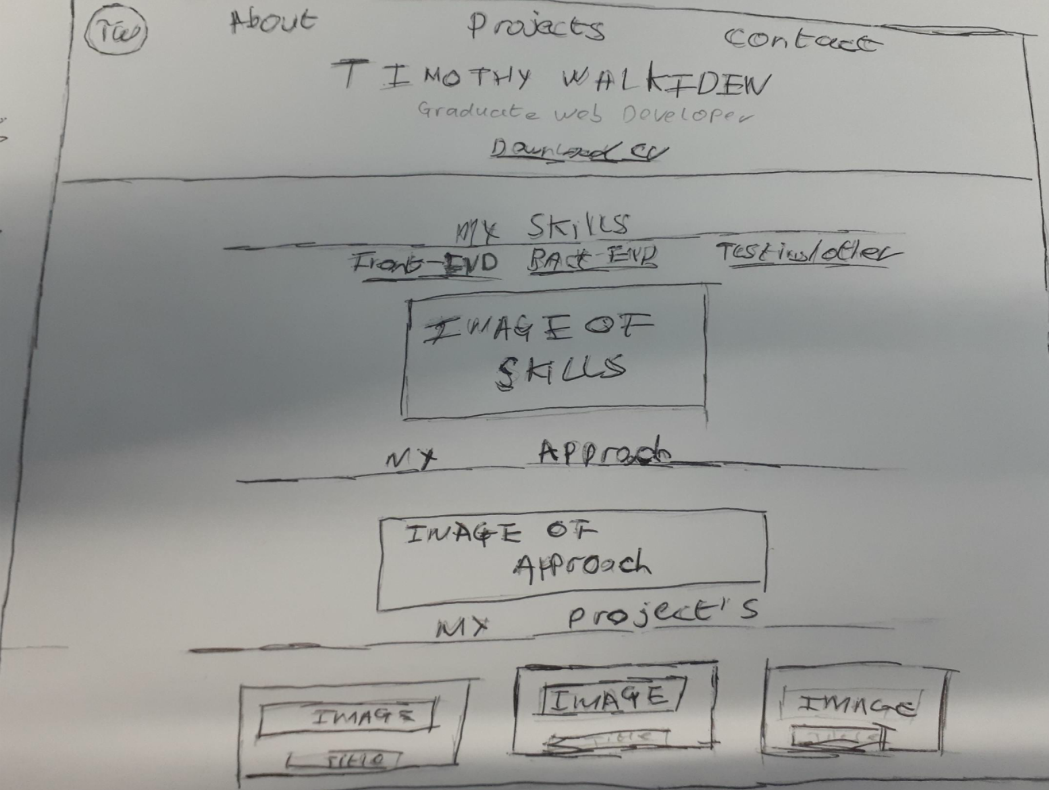 TW About Projects Contact
TIMOTHY WALKIDEN
Graduate web Developer
Download CV
MY SKILLS
Front-END BACK-END Testing/other
IMAGE OF
SKILLS
MY Approach
IMAGE OF
Approach
MY project's
IMAGE IMAGE IMAGE
Title Title Title